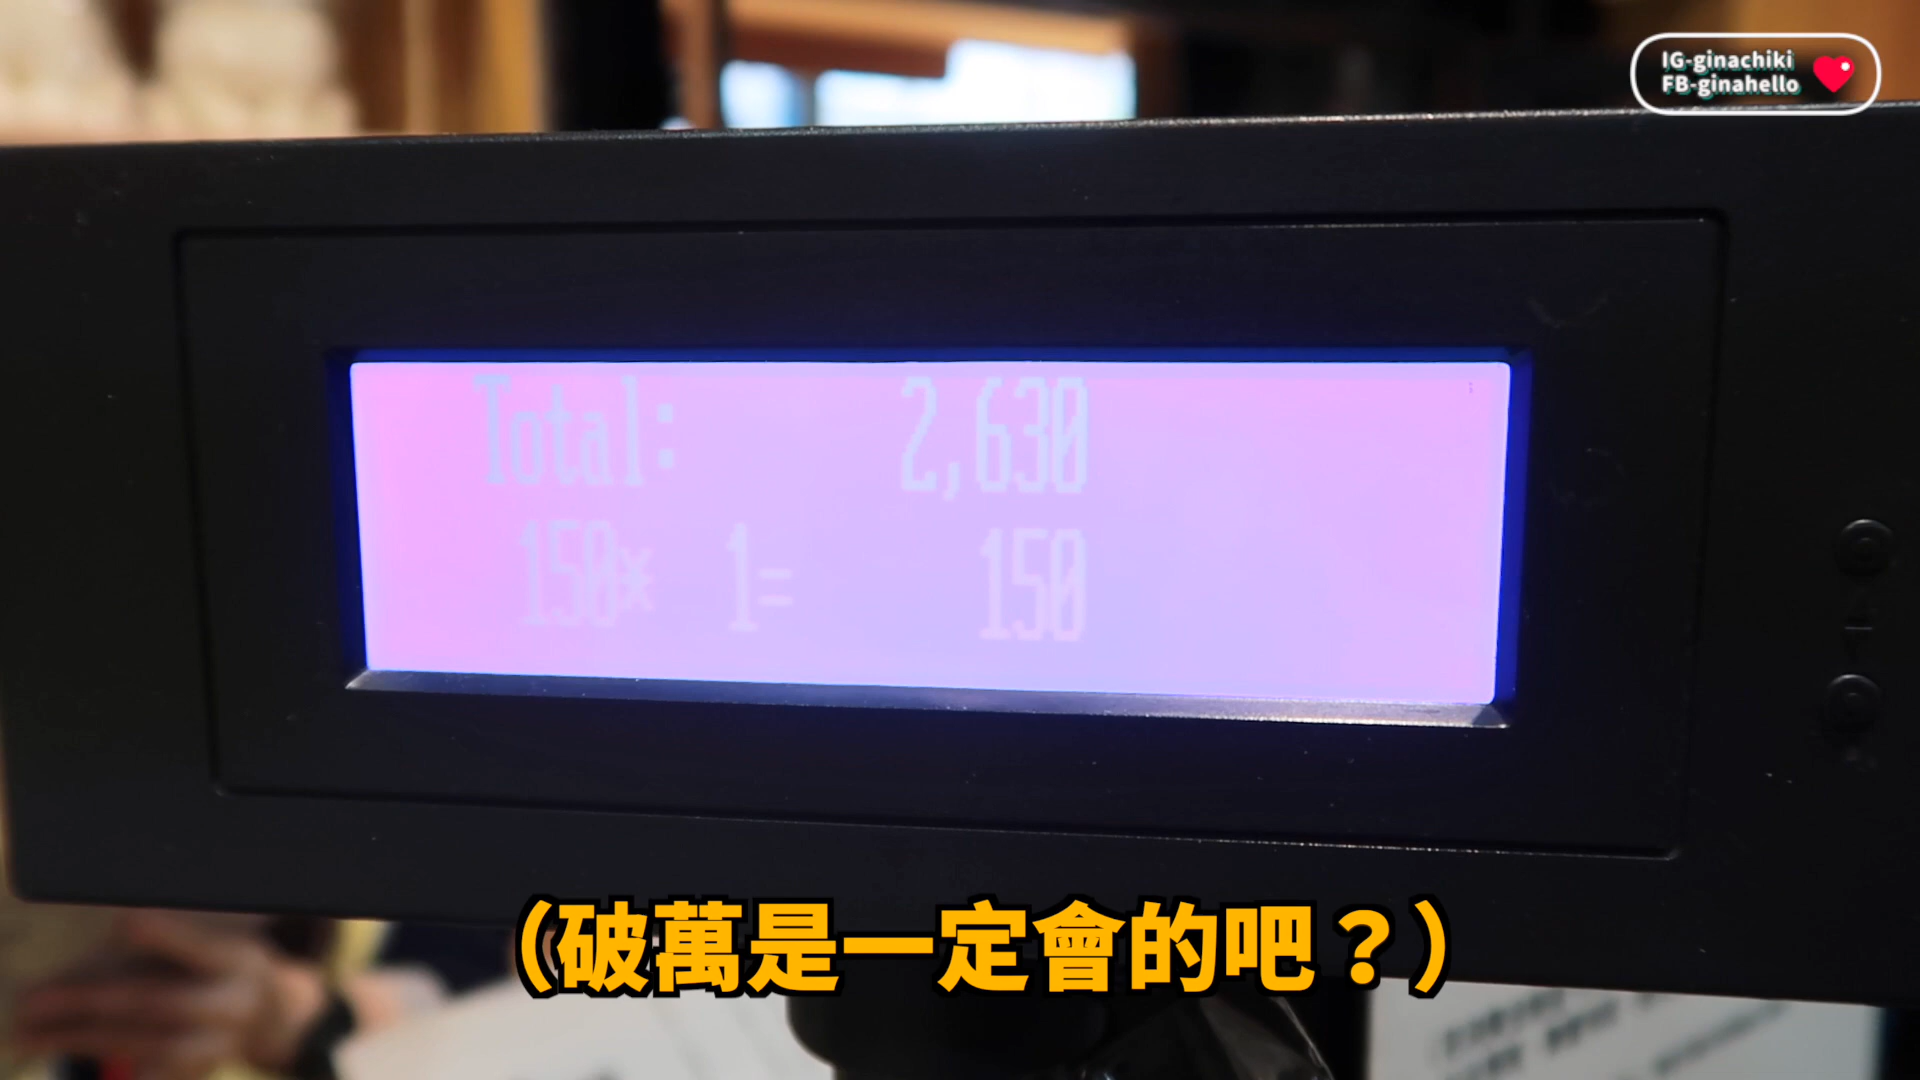 IG-ginachiki
FB-ginahello
Total: 2,630
150* 1= 150
（破萬是一定會的吧？）